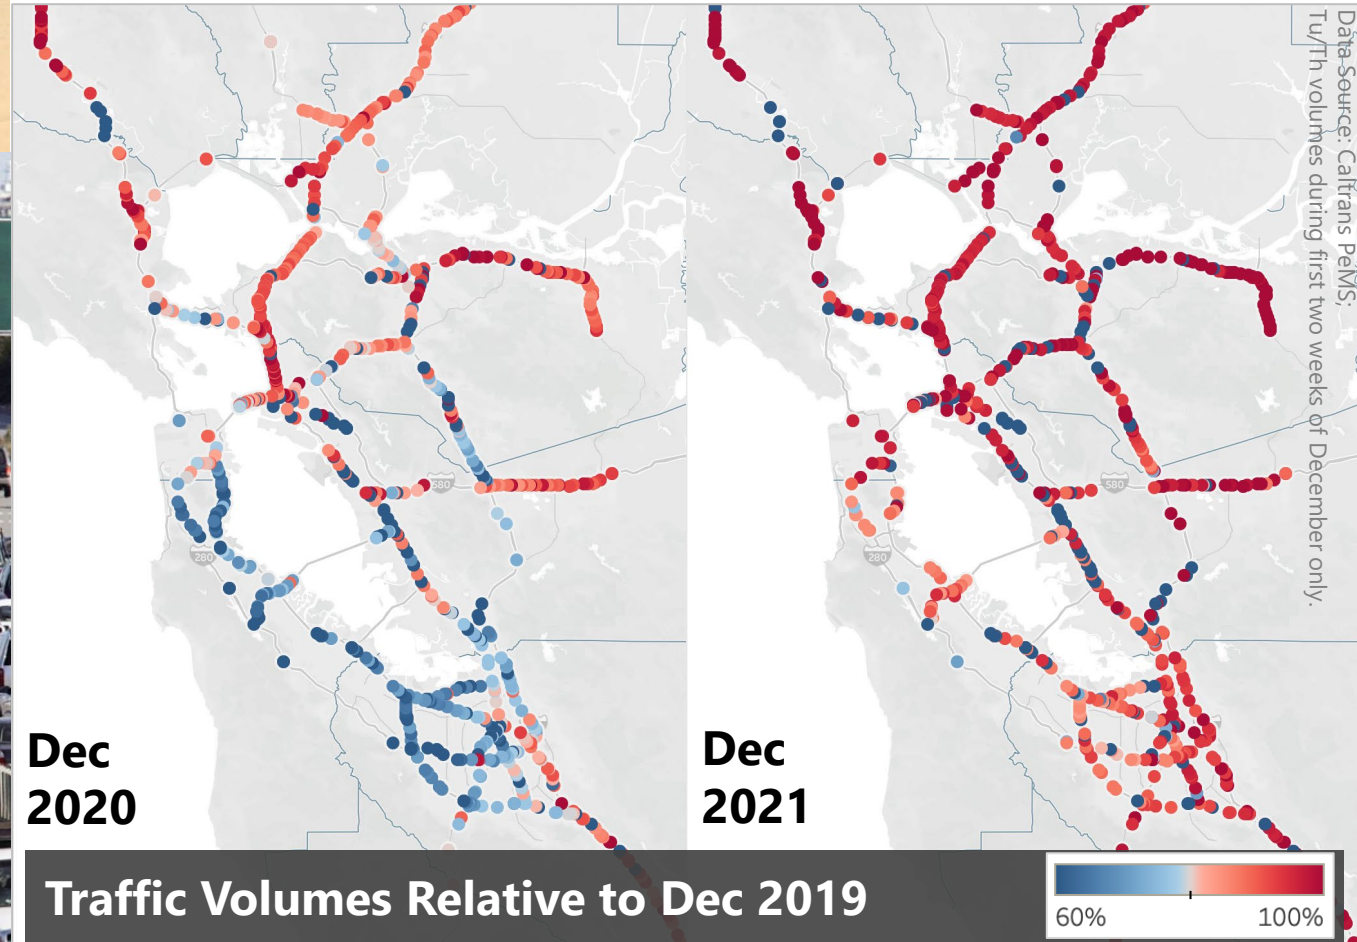 Data Source: Caltrans PeMS;
Tu/Th volumes during first two weeks of December only.
580
280
580
280
Dec
2020
Dec
2021
Traffic Volumes Relative to Dec 2019
60%
100%